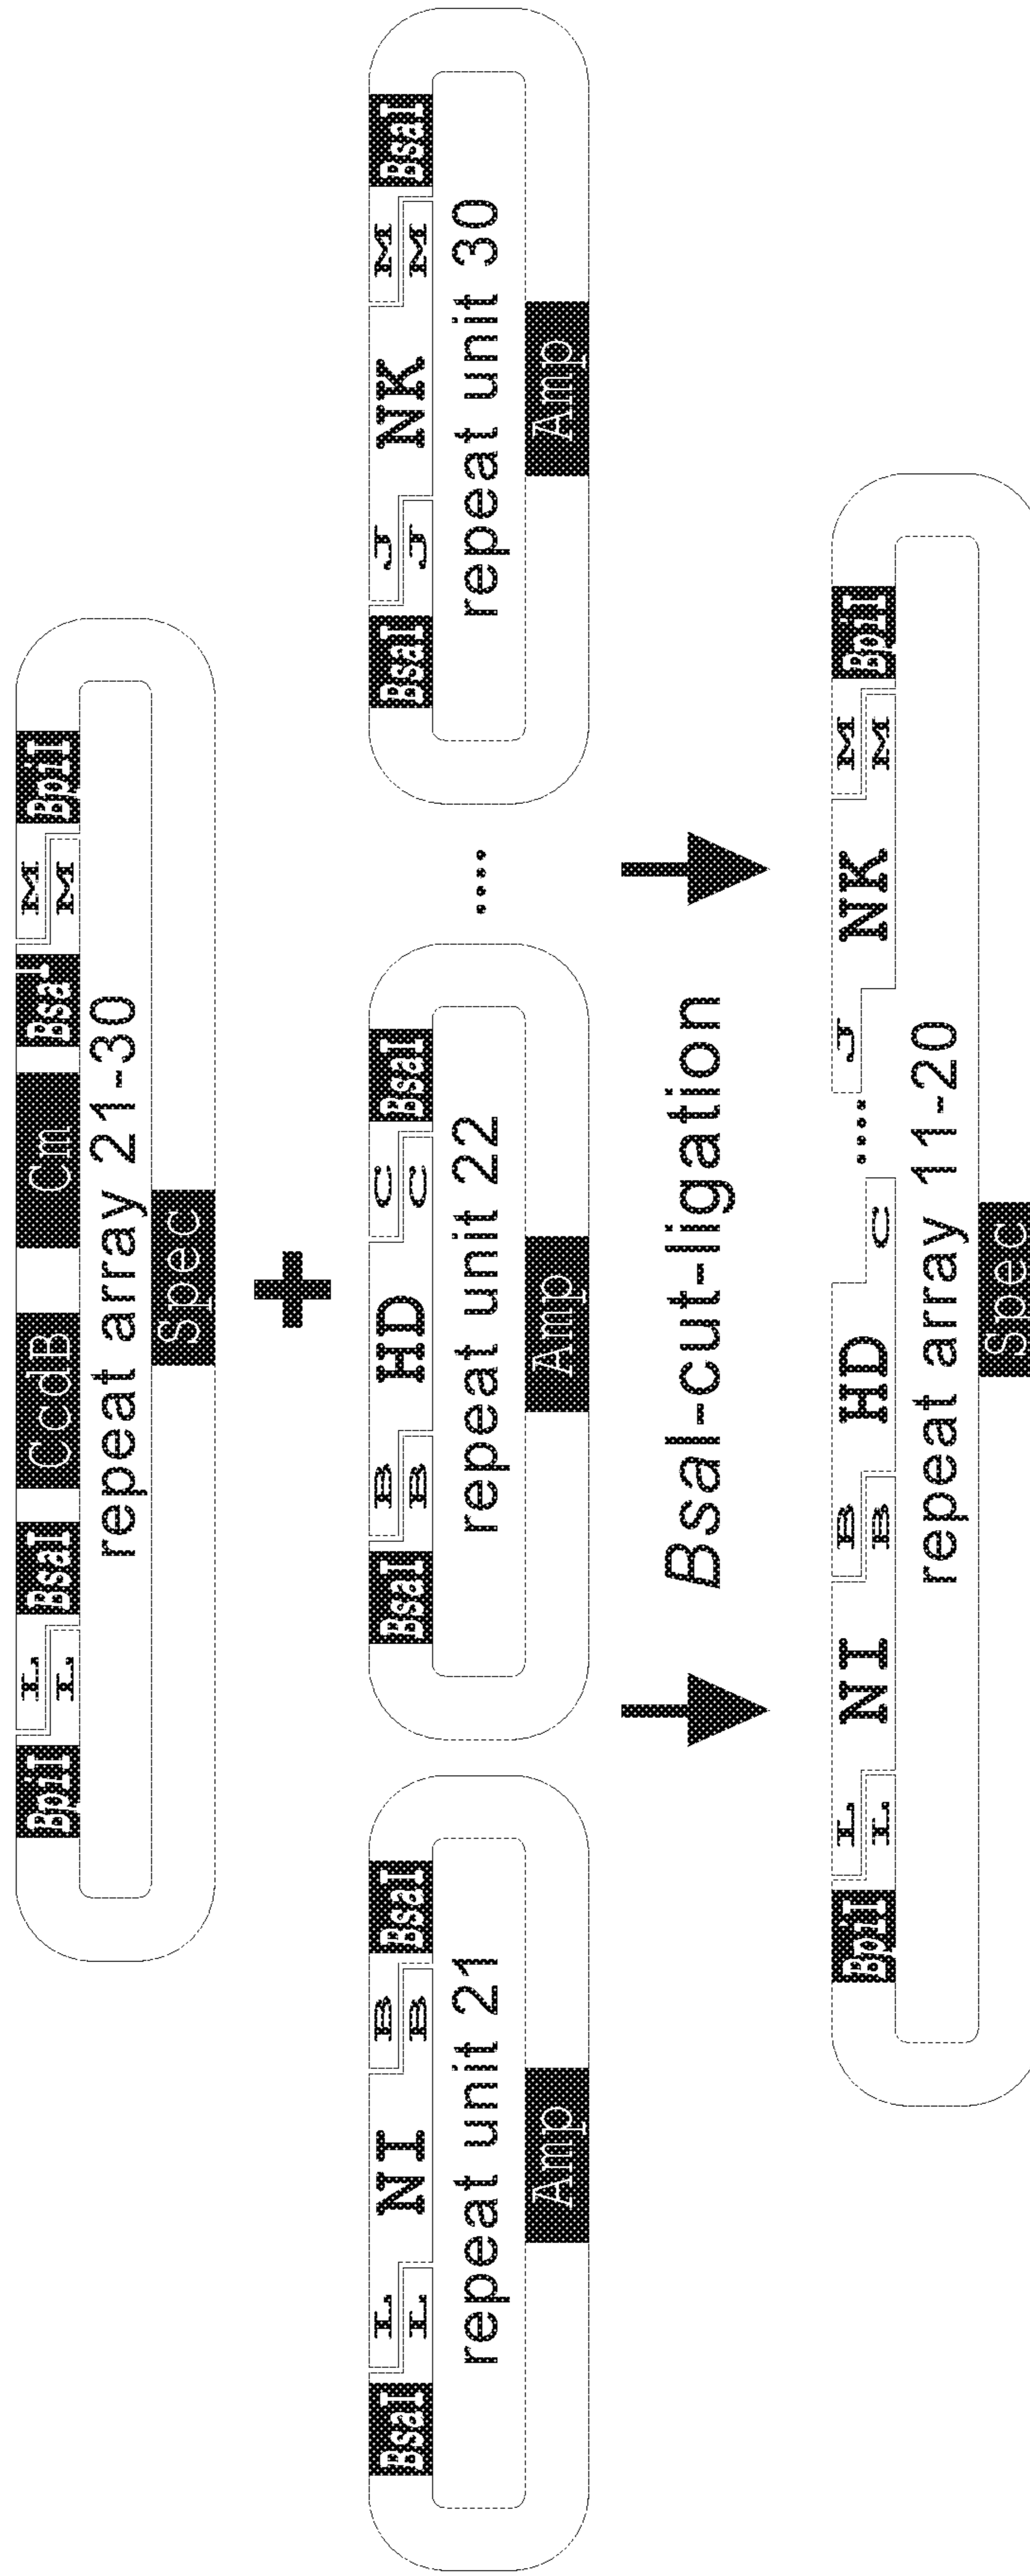 BpiI L BsaI CcdB Cm BsaI M BpiI
L M
repeat array 21-30
Spec
+
BsaI L NI B BsaI
L B
repeat unit 21
Amp
BsaI B HD C BsaI
B C
repeat unit 22
Amp
....
BsaI J NK M BsaI
J M
repeat unit 30
Amp
BsaI-cut-ligation
BpiI L NI B HD C .... J NK M BpiI
L B M
repeat array 11-20
Spec